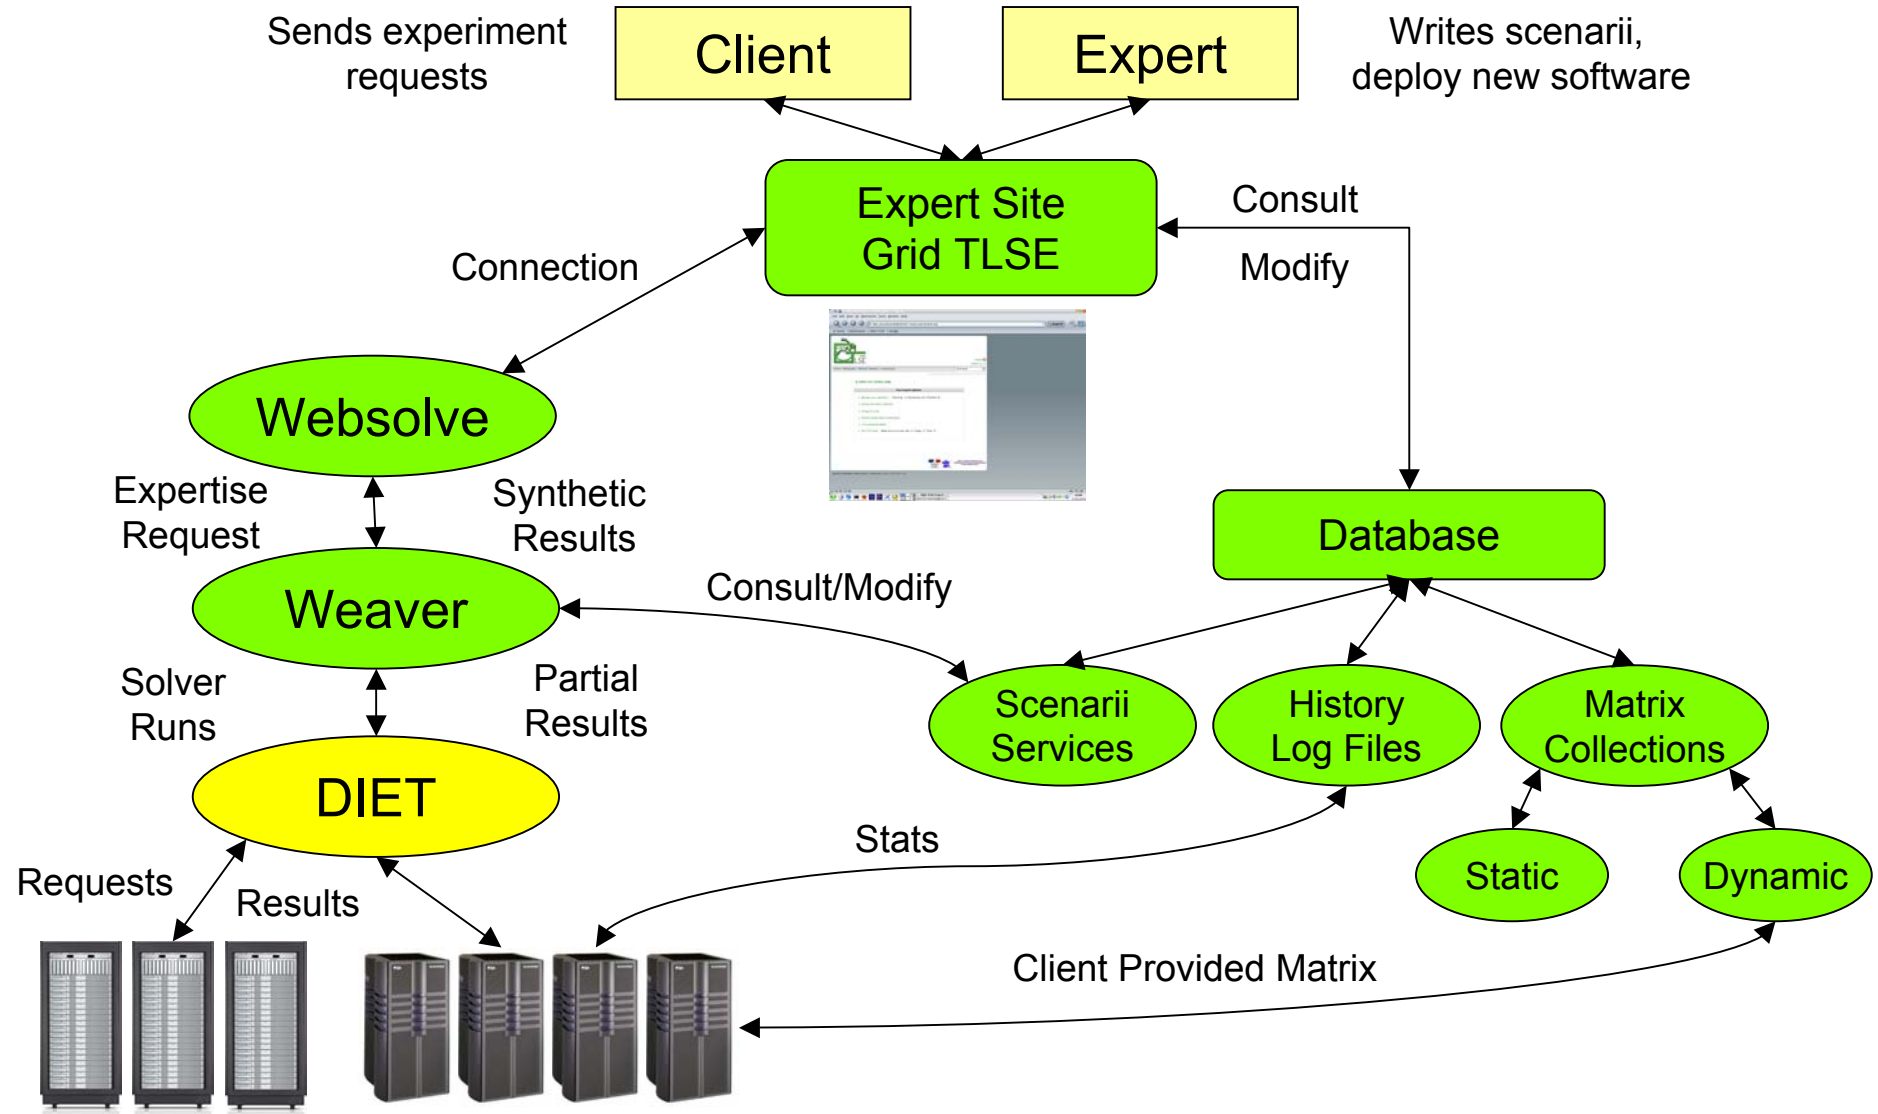 Sends experiment
requests
Client
Expert
Writes scenarii,
deploy new software
Expert Site
Grid TLSE
Consult
Modify
Connection
Websolve
Expertise
Request
Synthetic
Results
Database
Weaver
Consult/Modify
Solver
Runs
Partial
Results
Scenarii
Services
History
Log Files
Matrix
Collections
DIET
Stats
Static
Dynamic
Requests
Results
Client Provided Matrix